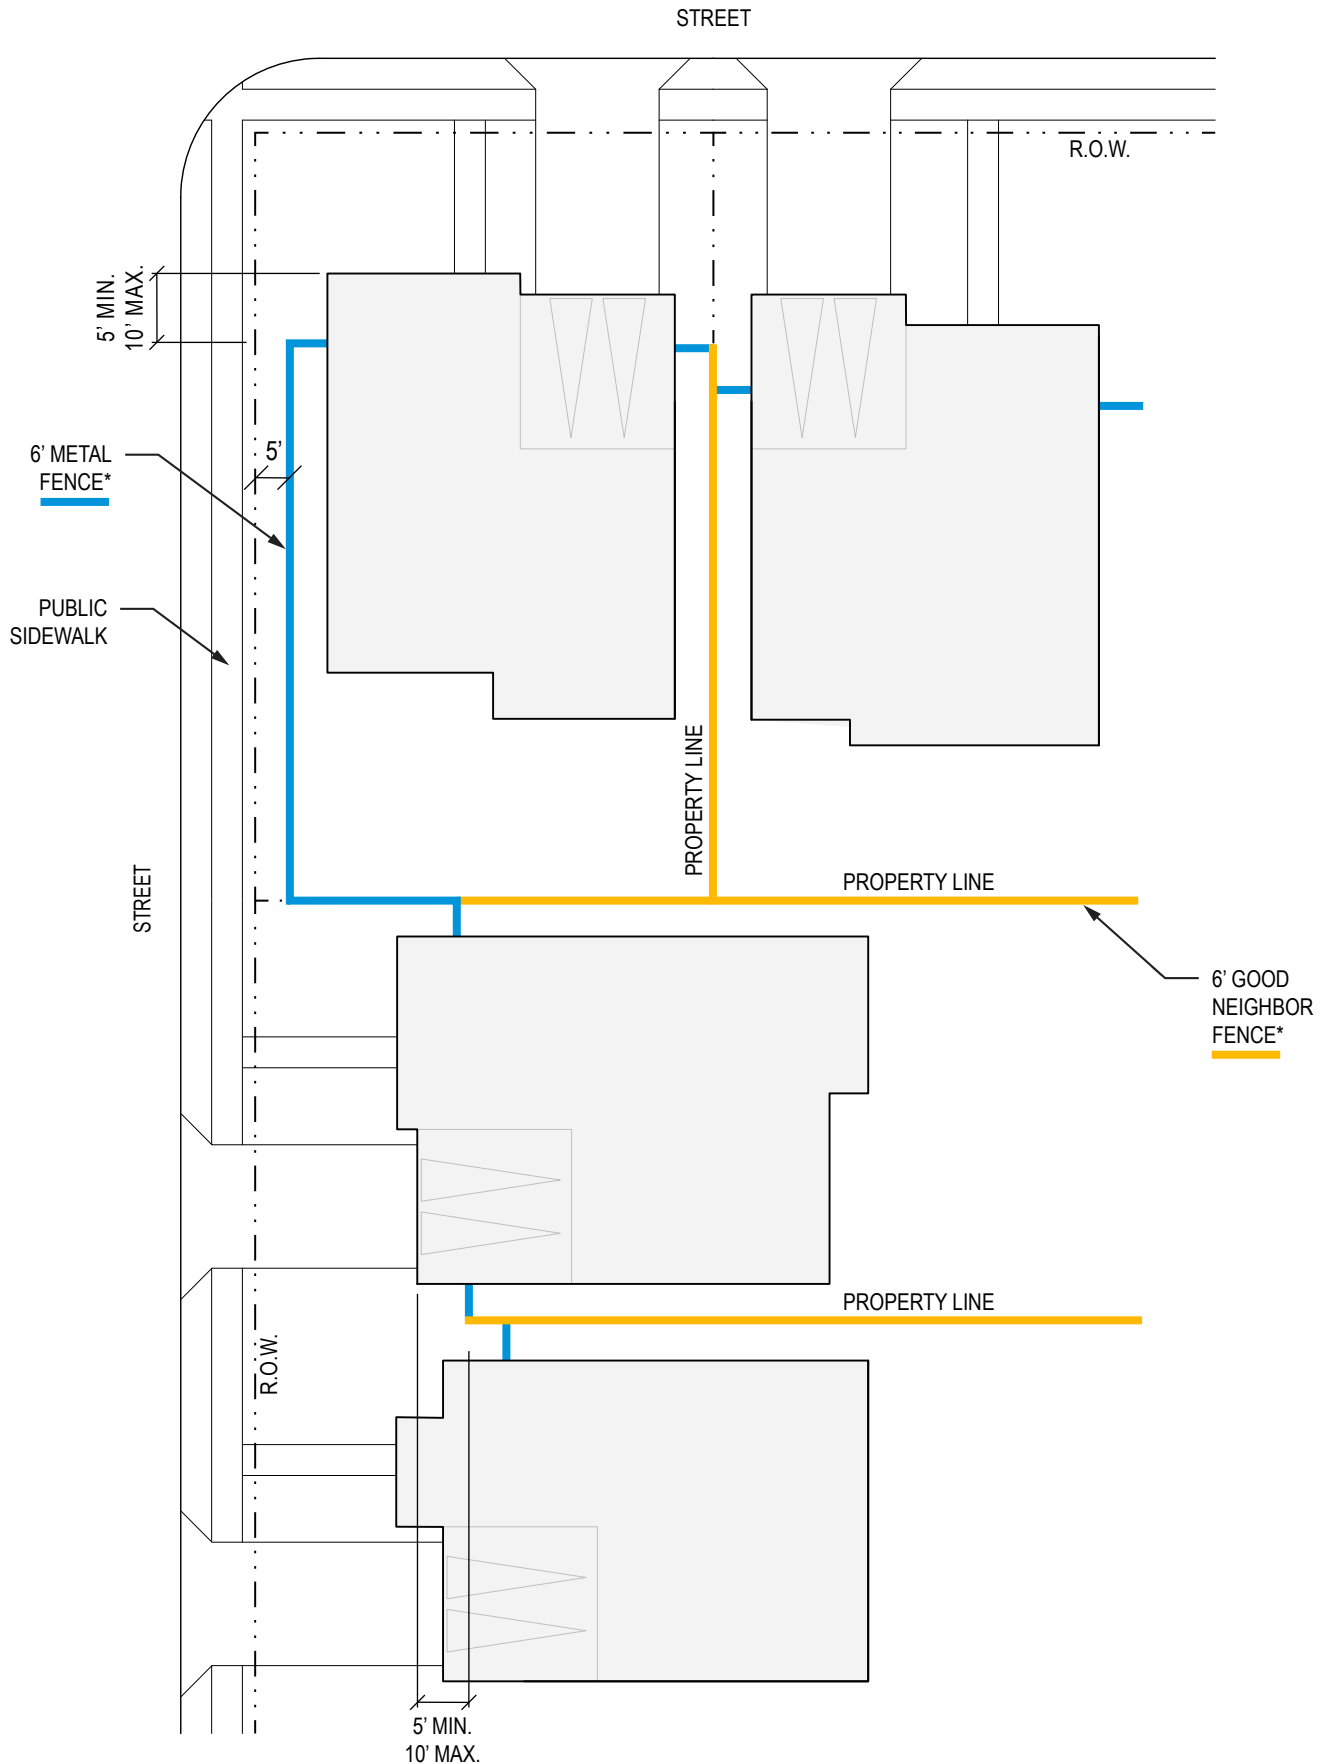 STREET
R.O.W.
5' MIN.
10' MAX.
6' METAL
FENCE*
5'
PUBLIC
SIDEWALK
PROPERTY LINE
STREET
PROPERTY LINE
6' GOOD
NEIGHBOR
FENCE*
PROPERTY LINE
R.O.W.
5' MIN.
10' MAX.